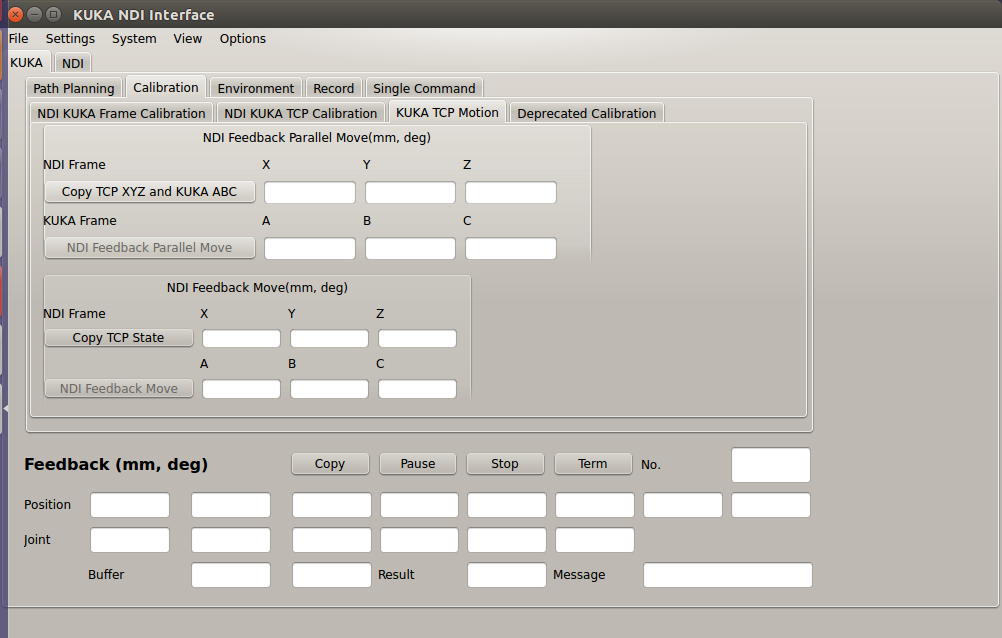 KUKA NDI Interface
File Settings System View Options
KUKA NDI
Path Planning Calibration Environment Record Single Command
NDI KUKA Frame Calibration NDI KUKA TCP Calibration KUKA TCP Motion Deprecated Calibration
NDI Feedback Parallel Move(mm, deg)
NDI Frame X Y Z
Copy TCP XYZ and KUKA ABC
KUKA Frame A B C
NDI Feedback Parallel Move
NDI Feedback Move(mm, deg)
NDI Frame X Y Z
Copy TCP State
A B C
NDI Feedback Move
Feedback (mm, deg) Copy Pause Stop Term No.
Position
Joint
Buffer Result Message